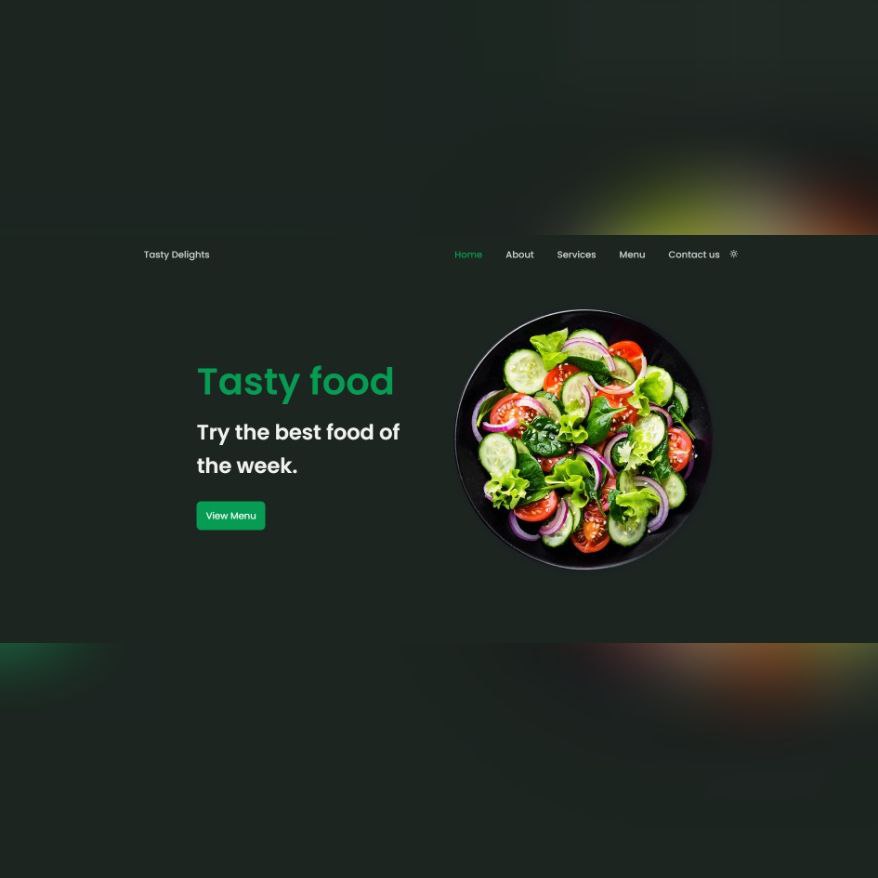 Tasty Delights
Home About Services Menu Contact us
Tasty food
Try the best food of
the week.
View Menu